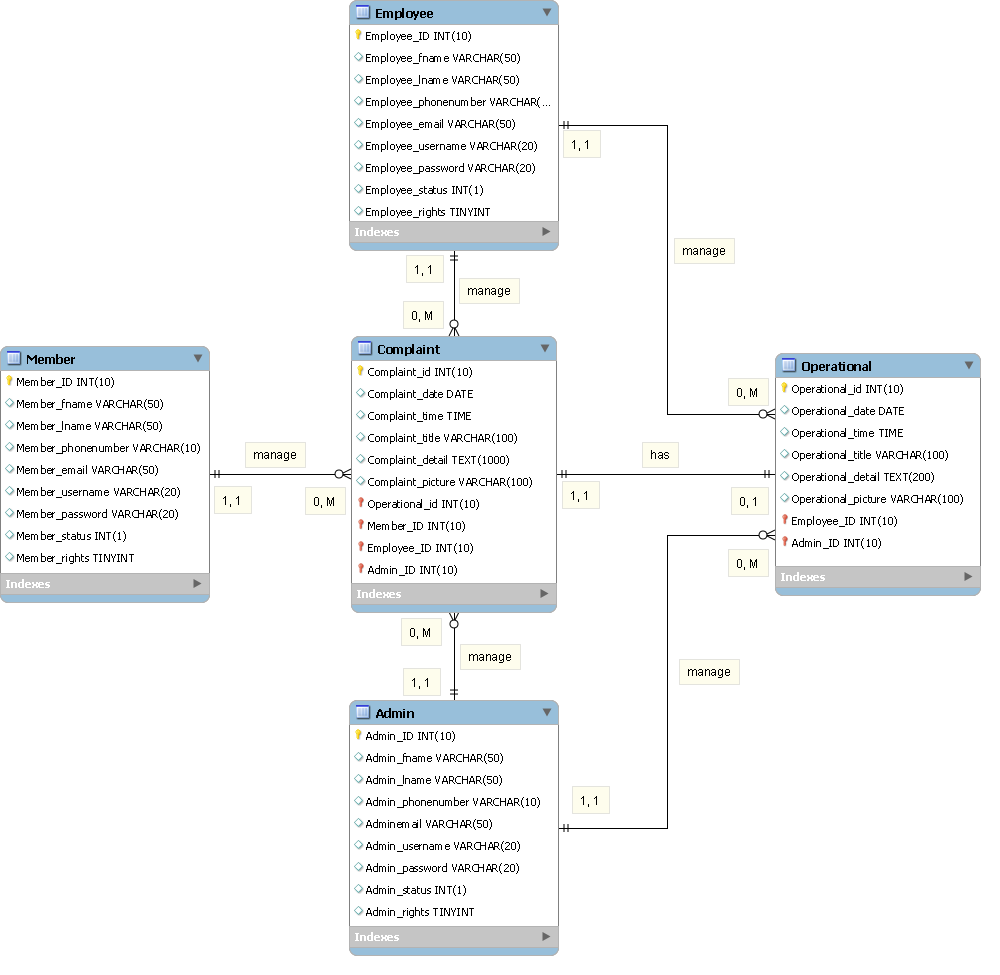 Employee
Employee_ID INT(10)
Employee_fname VARCHAR(50)
Employee_lname VARCHAR(50)
Employee_phonenumber VARCHAR(...
Employee_email VARCHAR(50)
Employee_username VARCHAR(20)
Employee_password VARCHAR(20)
Employee_status INT(1)
Employee_rights TINYINT
Indexes
1, 1
manage
1, 1
manage
0, M
Member
Member_ID INT(10)
Member_fname VARCHAR(50)
Member_lname VARCHAR(50)
Member_phonenumber VARCHAR(10)
Member_email VARCHAR(50)
Member_username VARCHAR(20)
Member_password VARCHAR(20)
Member_status INT(1)
Member_rights TINYINT
Indexes
manage
1, 1
0, M
Complaint
Complaint_id INT(10)
Complaint_date DATE
Complaint_time TIME
Complaint_title VARCHAR(100)
Complaint_detail TEXT(1000)
Complaint_picture VARCHAR(100)
Operational_id INT(10)
Member_ID INT(10)
Employee_ID INT(10)
Admin_ID INT(10)
Indexes
has
1, 1
0, M
0, 1
0, M
Operational
Operational_id INT(10)
Operational_date DATE
Operational_time TIME
Operational_title VARCHAR(100)
Operational_detail TEXT(200)
Operational_picture VARCHAR(100)
Employee_ID INT(10)
Admin_ID INT(10)
Indexes
0, M
manage
1, 1
manage
Admin
Admin_ID INT(10)
Admin_fname VARCHAR(50)
Admin_lname VARCHAR(50)
Admin_phonenumber VARCHAR(10)
Adminemail VARCHAR(50)
Admin_username VARCHAR(20)
Admin_password VARCHAR(20)
Admin_status INT(1)
Admin_rights TINYINT
Indexes
1, 1